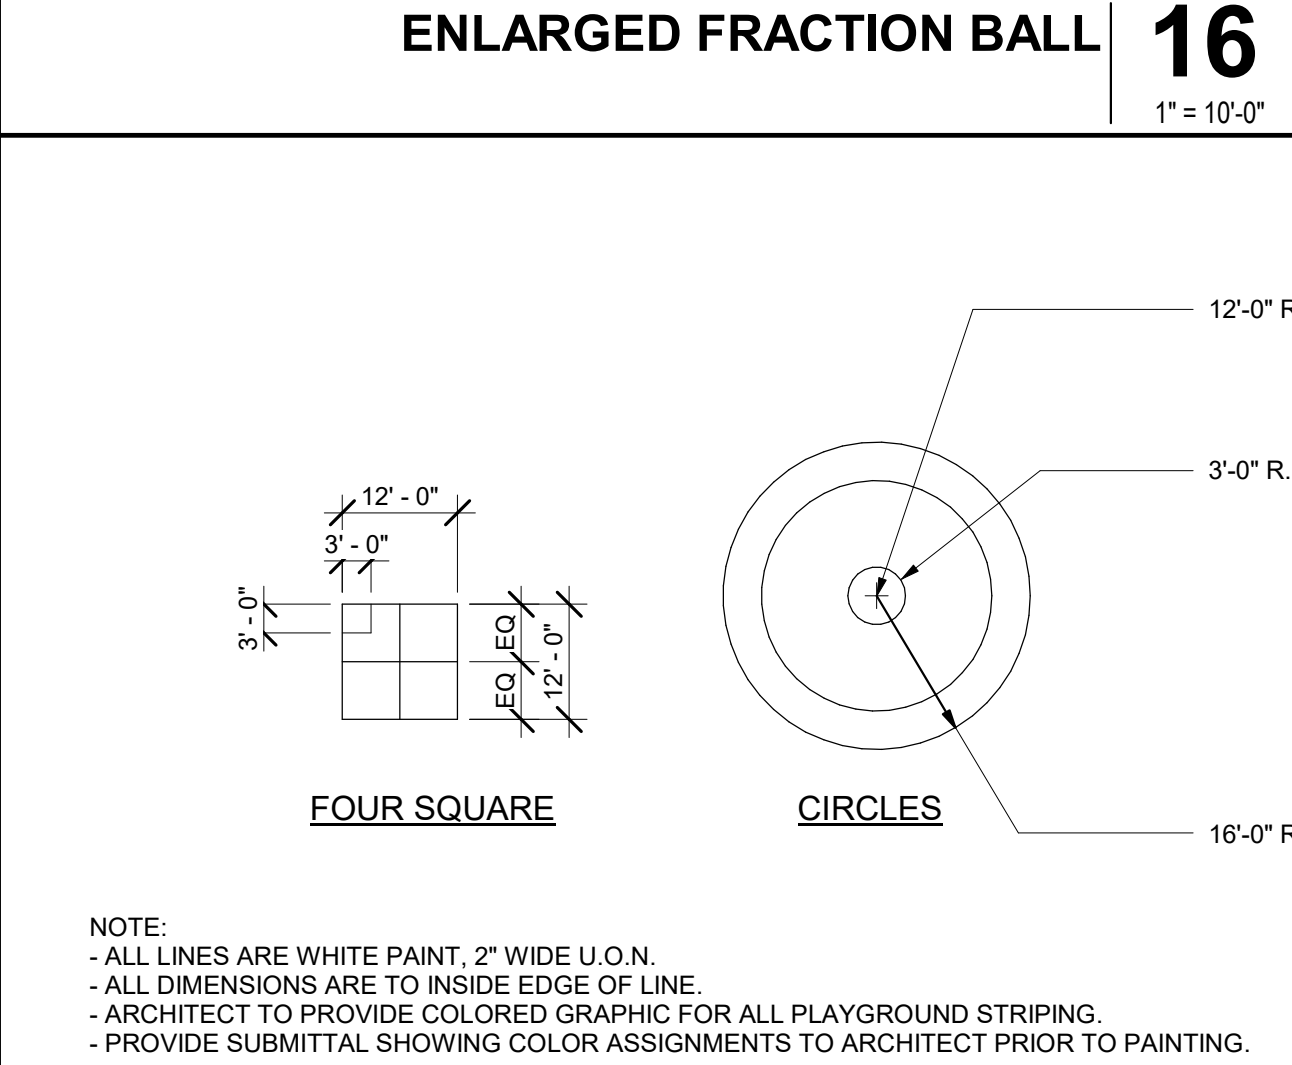 ENLARGED FRACTION BALL
16
1" = 10'-0"
12'-0" R
3'-0" R.
12' - 0"
3' - 0"
3' - 0"
EQ
EQ
12' - 0"
FOUR SQUARE
CIRCLES
16'-0" R
NOTE:
- ALL LINES ARE WHITE PAINT, 2" WIDE U.O.N.
- ALL DIMENSIONS ARE TO INSIDE EDGE OF LINE.
- ARCHITECT TO PROVIDE COLORED GRAPHIC FOR ALL PLAYGROUND STRIPING.
- PROVIDE SUBMITTAL SHOWING COLOR ASSIGNMENTS TO ARCHITECT PRIOR TO PAINTING.